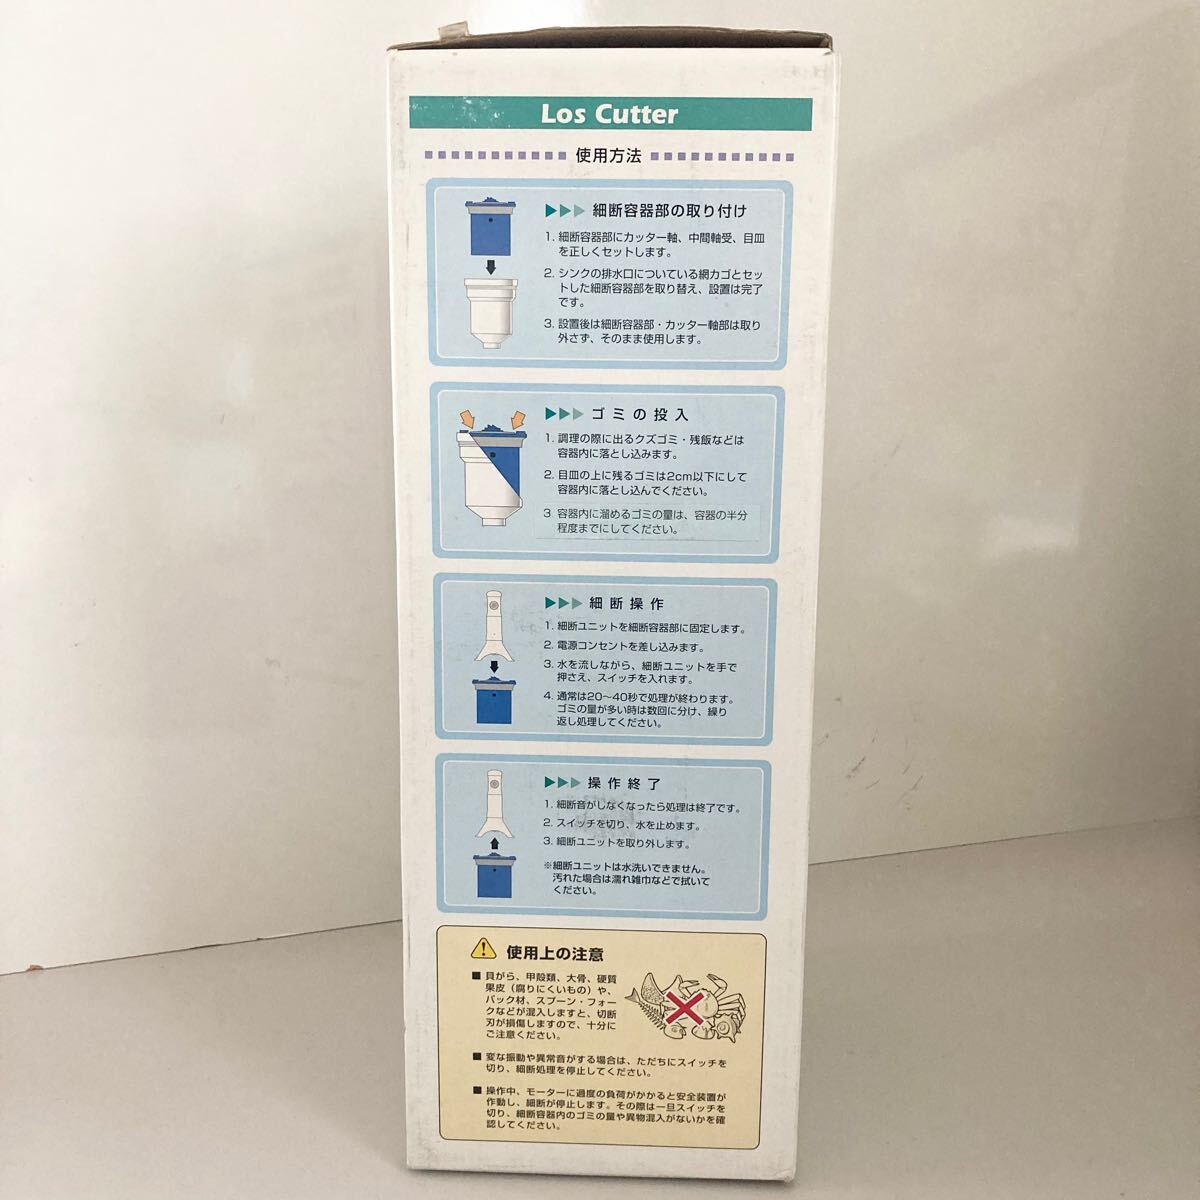 Los Cutter
使用方法
細断容器部の取り付け
1. 細断容器部にカッター軸、中間軸受、目皿
を正しくセットします。
2. シンクの排水口についている網カゴとセッ
トした細断容器部を取り替え、設置は完了
です。
3. 設置後は細断容器部・カッター軸部は取り
外さず、そのまま使用します。
ゴミの投入
1. 調理の際に出るクズゴミ・残飯などは
容器内に落とし込みます。
2. 目皿の上に残るゴミは2cm以下にして
容器内に落とし込んでください。
3. 容器内に溜めるゴミの量は、容器の半分
程度までにしてください。
細断操作
1. 細断ユニットを細断容器部に固定します。
2. 電源コンセントを差し込みます。
3. 水を流しながら、細断ユニットを手で
押さえ、スイッチを入れます。
4. 通常は20〜40秒で処理が終わります。
ゴミの量が多い時は数回に分け、繰り
返し処理してください。
操作終了
1. 細断音がしなくなったら処理は終了です。
2. スイッチを切り、水を止めます。
3. 細断ユニットを取り外します。
※細断ユニットは水洗いできません。
汚れた場合は濡れ雑巾などで拭いて
ください。
使用上の注意
■ 貝がら、甲殻類、大骨、硬質
果皮（腐りにくいもの）や、
パック材、スプーン・フォー
クなどが混入しますと、切断
刃が損傷しますので、十分に
ご注意ください。
■ 変な振動や異常音がする場合は、ただちにスイッチを
切り、細断処理を停止してください。
■ 操作中、モーターに過度の負荷がかかると安全装置が
作動し、細断が停止します。その際は一旦スイッチを
切り、細断容器内のゴミの量や異物混入がないかを確
認してください。